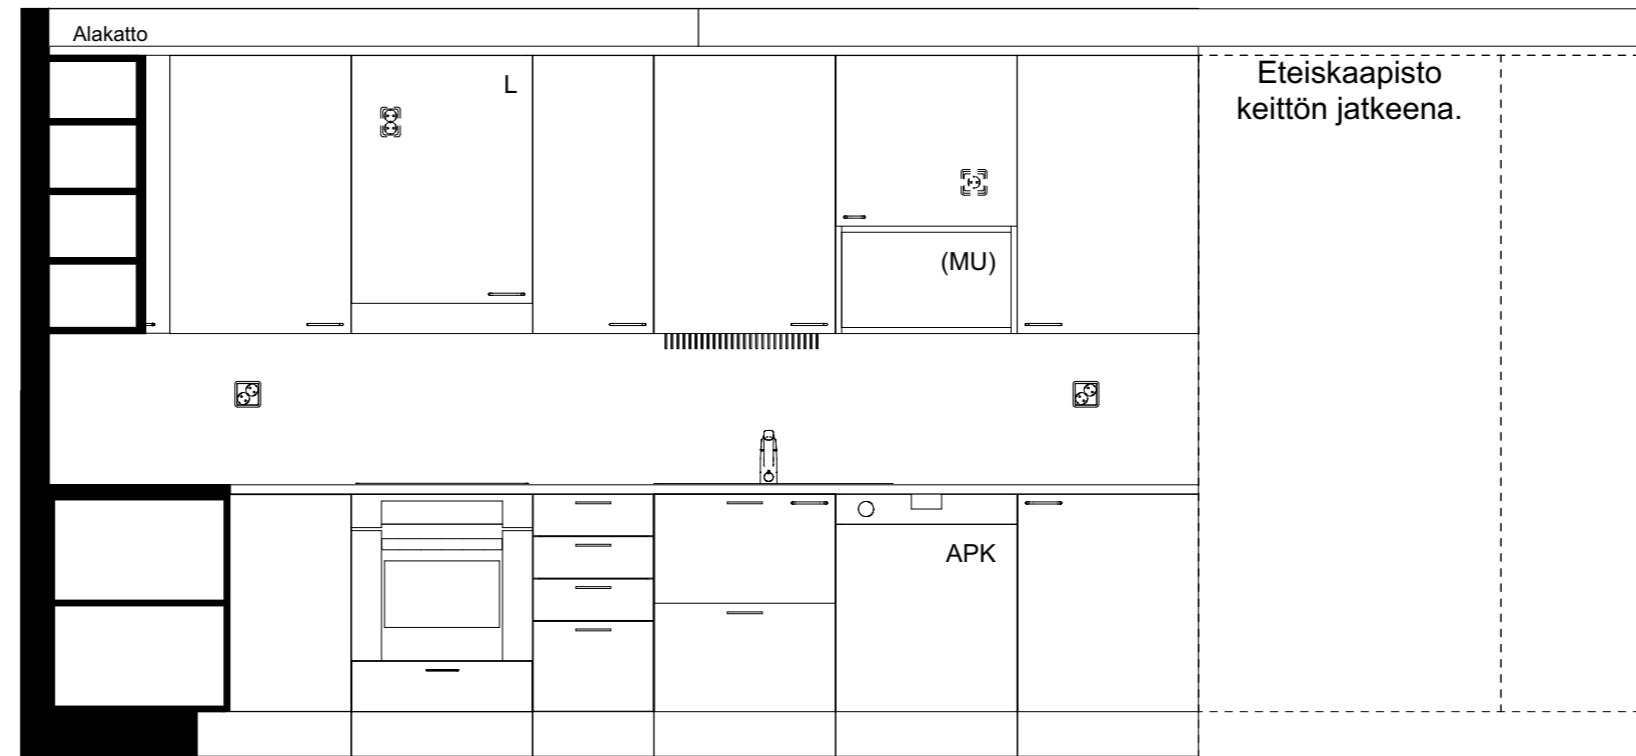 Alakatto
L
Eteiskaapisto
keittön jatkeena.
(MU)
APK